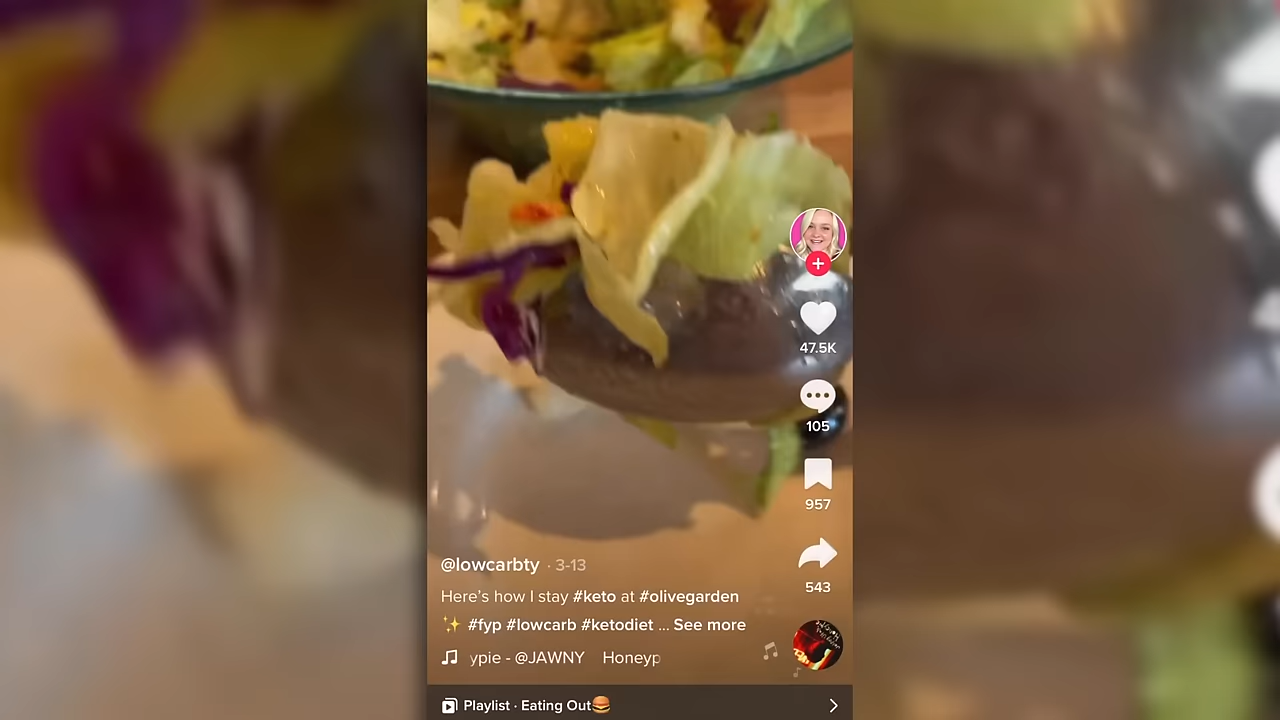 47.5K
105
957
543
@lowcarbty · 3-13
Here's how I stay #keto at #olivegarden
✨ #fyp #lowcarb #ketodiet ... See more
ypie - @JAWNY Honeyp
Playlist · Eating Out🍔